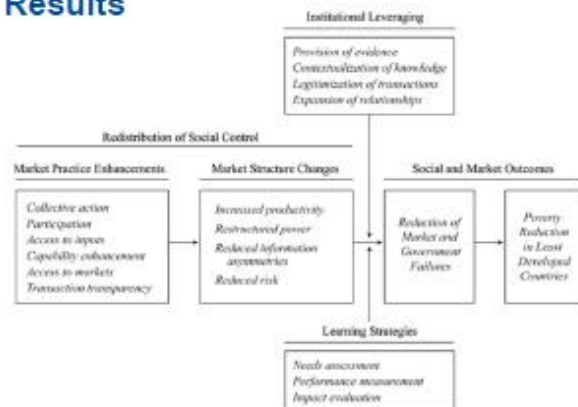 Results
Institutional Leveraging
Provision of evidence
Contextualization of knowledge
Legitimization of transactions
Expansion of relationships
Redistribution of Social Control
Market Practice Enhancements
Collective action
Participation
Access to inputs
Capability enhancement
Access to markets
Transaction transparency
Market Structure Changes
Increased productivity
Restructured power
Reduced information
asymmetries
Reduced risk
Social and Market Outcomes
Reduction of
Market and
Government
Failures
Poverty
Reduction
in Least
Developed
Countries
Learning Strategies
Needs assessment
Performance measurement
Impact evaluation